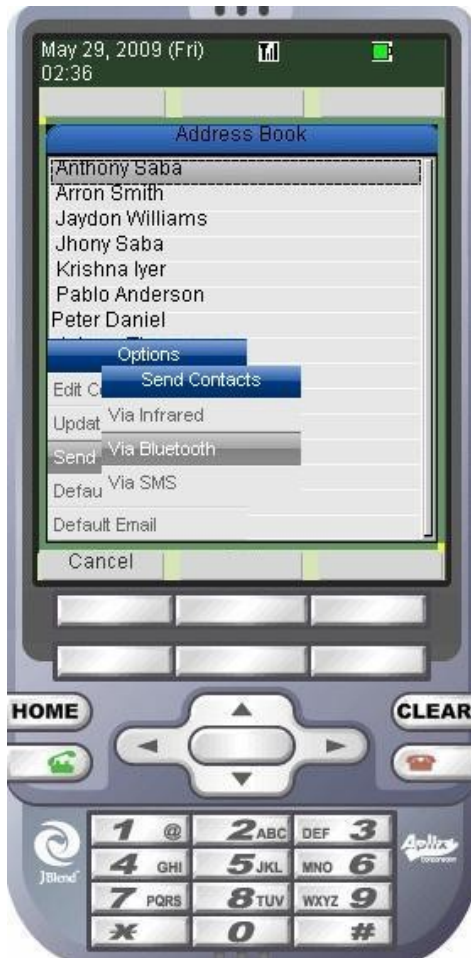 May 29, 2009 (Fri)
02:36
Address Book
Anthony Saba
Arron Smith
Jaydon Williams
Jhony Saba
Krishna Iyer
Pablo Anderson
Peter Daniel
Options
Send Contacts
Edit C
Via Infrared
Updat
Via Bluetooth
Send
Via SMS
Defau
Default Email
Cancel
HOME
CLEAR
1 @
2 ABC
DEF 3
4 GHI
5 JKL
MNO 6
7 PQRS
8 TUV
WXYZ 9
* 0 #
JBlend
Aplix
Corporation